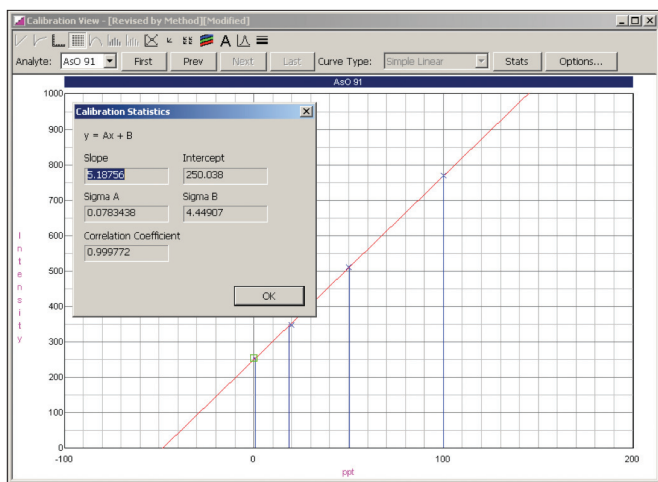 Calibration View - [Revised by Method][Modified]
A
Analyte: AsO 91 First Prev Next Last Curve Type: Simple Linear Stats Options...
AsO 91
Calibration Statistics
y = Ax + B
Slope Intercept
5.18756 250.038
Sigma A Sigma B
0.0783438 4.44907
Correlation Coefficient
0.999772
OK
1000
900
800
700
600
500
400
300
200
100
0
Intensity
-100 0 100 200
ppt